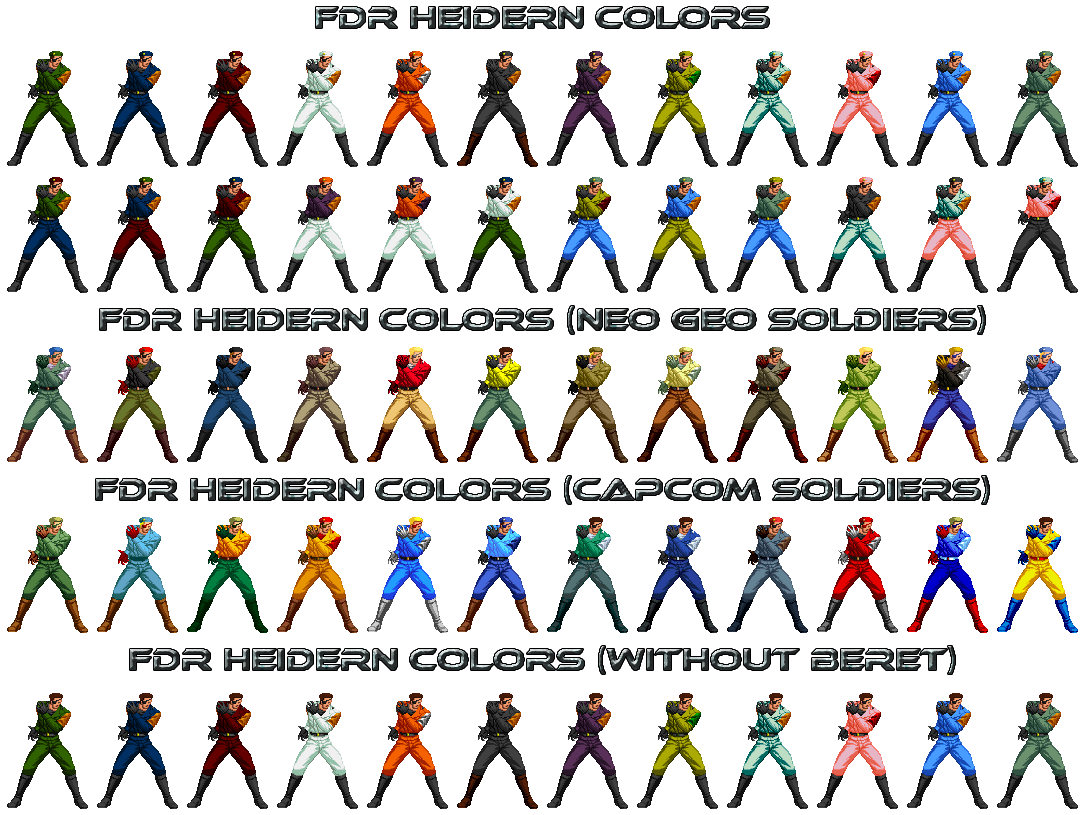 FDR HEIDERN COLORS
FDR HEIDERN COLORS (NEO GEO SOLDIERS)
FDR HEIDERN COLORS (CAPCOM SOLDIERS)
FDR HEIDERN COLORS (WITHOUT BERET)